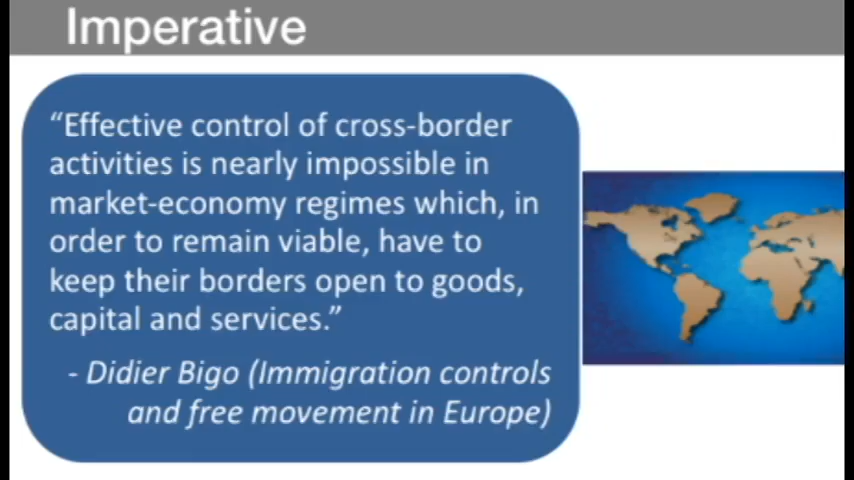 Imperative
“Effective control of cross-border
activities is nearly impossible in
market-economy regimes which, in
order to remain viable, have to
keep their borders open to goods,
capital and services.”
- Didier Bigo (Immigration controls
and free movement in Europe)